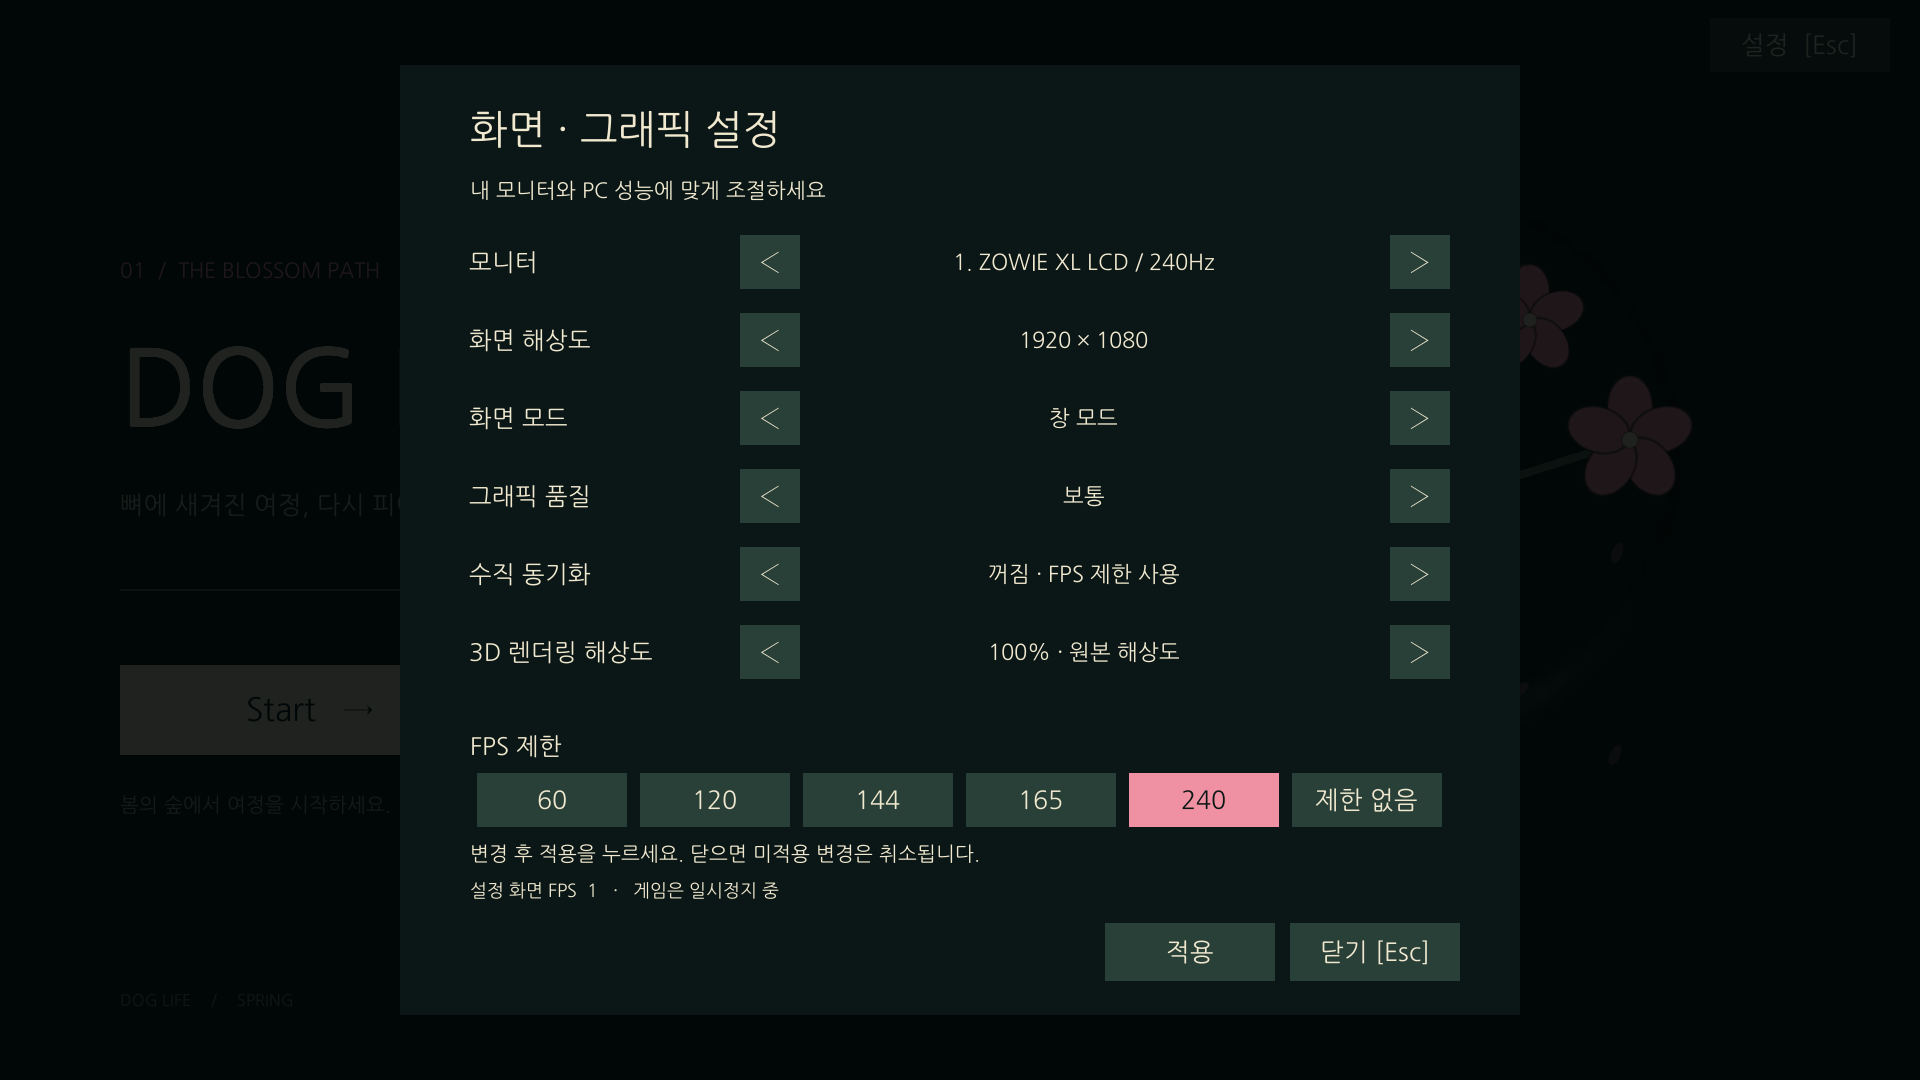 설정 [Esc]
화면 · 그래픽 설정
내 모니터와 PC 성능에 맞게 조절하세요
모니터 < 1. ZOWIE XL LCD / 240Hz >
화면 해상도 < 1920 × 1080 >
화면 모드 < 창 모드 >
그래픽 품질 < 보통 >
수직 동기화 < 꺼짐 · FPS 제한 사용 >
3D 렌더링 해상도 < 100% · 원본 해상도 >
FPS 제한
60 120 144 165 240 제한 없음
변경 후 적용을 누르세요. 닫으면 미적용 변경은 취소됩니다.
설정 화면 FPS 1 · 게임은 일시정지 중
적용 닫기 [Esc]
01 / THE BLOSSOM PATH
DOG
뼈에 새겨진 여정, 다시
Start →
봄의 숲에서 여정을 시작하세요.
DOG LIFE / SPRING